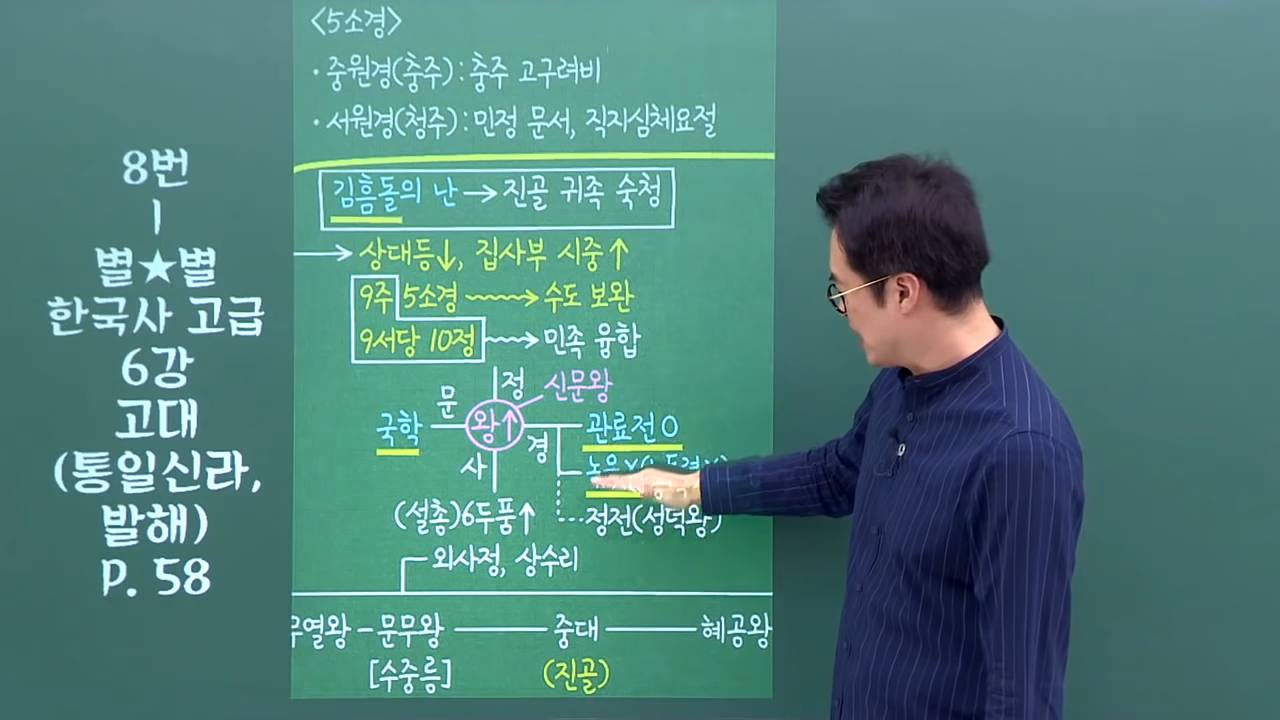 8번
|
별★별
한국사 고급
6강
고대
(통일신라,
발해)
P. 58
<5소경>
· 중원경(충주) : 충주 고구려비
· 서원경(청주) : 민정 문서, 직지심체요절
김흠돌의 난 → 진골 귀족 숙청
→ 상대등↓, 집사부 시중↑
9주 5소경 → 수도 보완
9서당 10정 → 민족 융합
정 신문왕
문
국학 왕↑ 관료전 O
경
사
(설총)6두품↑ 정전(성덕왕)
외사정, 상수리
무열왕 - 문무왕 중대 혜공왕
[수중릉] (진골)